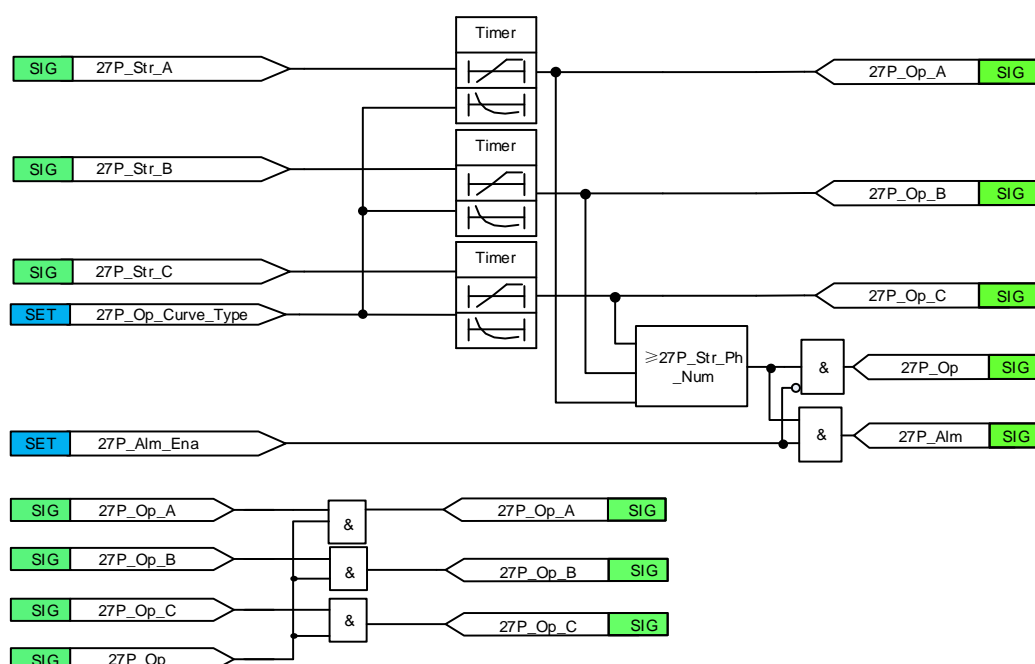 Timer
SIG 27P_Str_A
27P_Op_A SIG
Timer
SIG 27P_Str_B
27P_Op_B SIG
Timer
SIG 27P_Str_C
27P_Op_C SIG
SET 27P_Op_Curve_Type
≥27P_Str_Ph
_Num
&
27P_Op SIG
SET 27P_Alm_Ena
&
27P_Alm SIG
SIG 27P_Op_A
&
27P_Op_A SIG
SIG 27P_Op_B
&
27P_Op_B SIG
SIG 27P_Op_C
&
27P_Op_C SIG
SIG 27P_Op